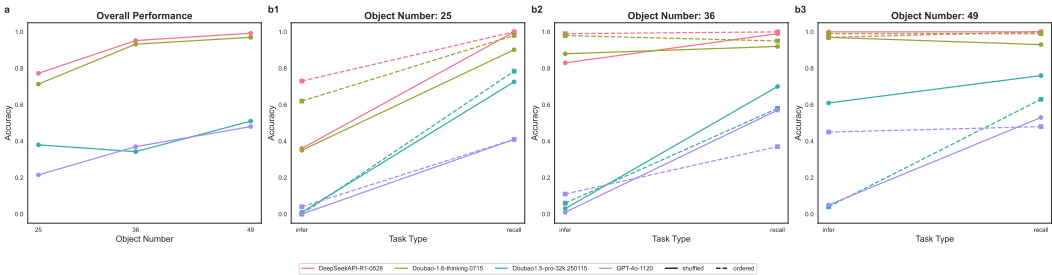 a
Overall Performance
1.0
0.8
0.6
0.4
0.2
0.0
Accuracy
25
36
49
Object Number
b1
Object Number: 25
1.0
0.8
0.6
0.4
0.2
0.0
Accuracy
infer
recall
Task Type
b2
Object Number: 36
1.0
0.8
0.6
0.4
0.2
0.0
Accuracy
infer
recall
Task Type
b3
Object Number: 49
1.0
0.8
0.6
0.4
0.2
0.0
Accuracy
infer
recall
Task Type
DeepSeekAPI-R1-0528 Doubao-1.6-thinking.0715 Doubao1.5-pro-32k.250115 GPT-4o-1120 shuffled ordered